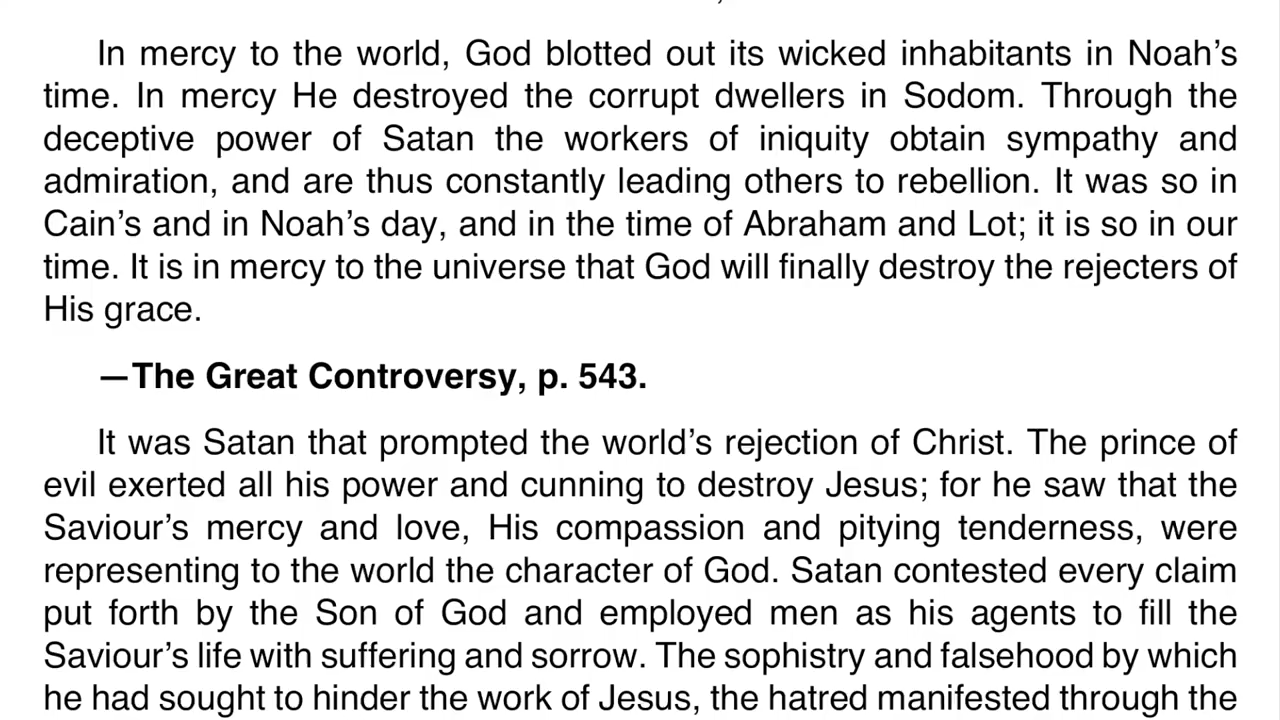 In mercy to the world, God blotted out its wicked inhabitants in Noah’s
time. In mercy He destroyed the corrupt dwellers in Sodom. Through the
deceptive power of Satan the workers of iniquity obtain sympathy and
admiration, and are thus constantly leading others to rebellion. It was so in
Cain’s and in Noah’s day, and in the time of Abraham and Lot; it is so in our
time. It is in mercy to the universe that God will finally destroy the rejecters of
His grace.
—The Great Controversy, p. 543.
It was Satan that prompted the world’s rejection of Christ. The prince of
evil exerted all his power and cunning to destroy Jesus; for he saw that the
Saviour’s mercy and love, His compassion and pitying tenderness, were
representing to the world the character of God. Satan contested every claim
put forth by the Son of God and employed men as his agents to fill the
Saviour’s life with suffering and sorrow. The sophistry and falsehood by which
he had sought to hinder the work of Jesus, the hatred manifested through the